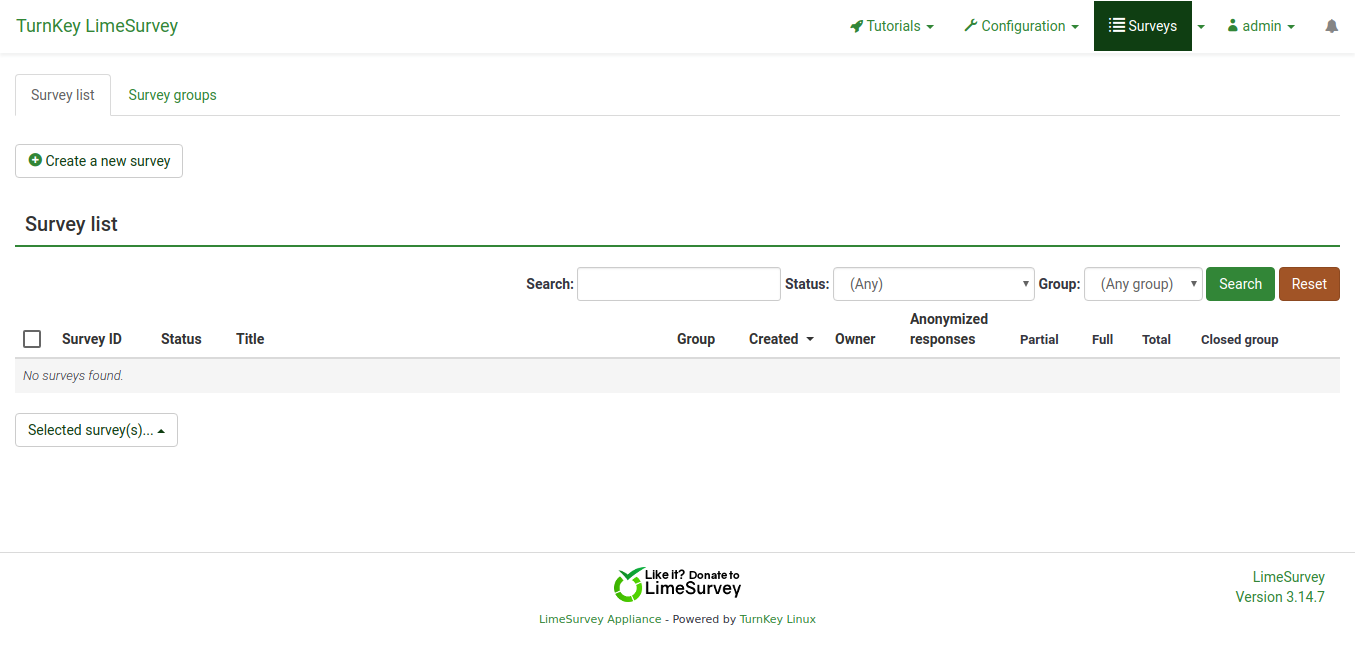 TurnKey LimeSurvey Tutorials Configuration Surveys admin
Survey list Survey groups
Create a new survey
Survey list
Search: Status: (Any) Group: (Any group) Search Reset
Survey ID Status Title Group Created Owner Anonymized responses Partial Full Total Closed group
No surveys found.
Selected survey(s)...
Like it? Donate to
LimeSurvey
LimeSurvey Appliance - Powered by TurnKey Linux
LimeSurvey
Version 3.14.7